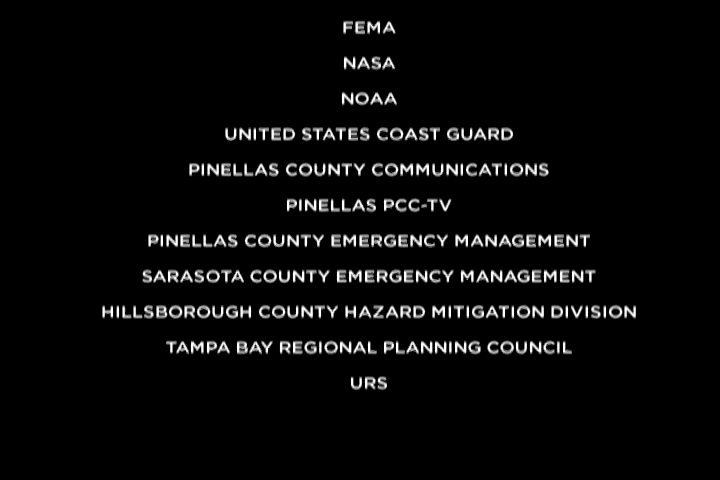 FEMA
NASA
NOAA
UNITED STATES COAST GUARD
PINELLAS COUNTY COMMUNICATIONS
PINELLAS PCC-TV
PINELLAS COUNTY EMERGENCY MANAGEMENT
SARASOTA COUNTY EMERGENCY MANAGEMENT
HILLSBOROUGH COUNTY HAZARD MITIGATION DIVISION
TAMPA BAY REGIONAL PLANNING COUNCIL
URS